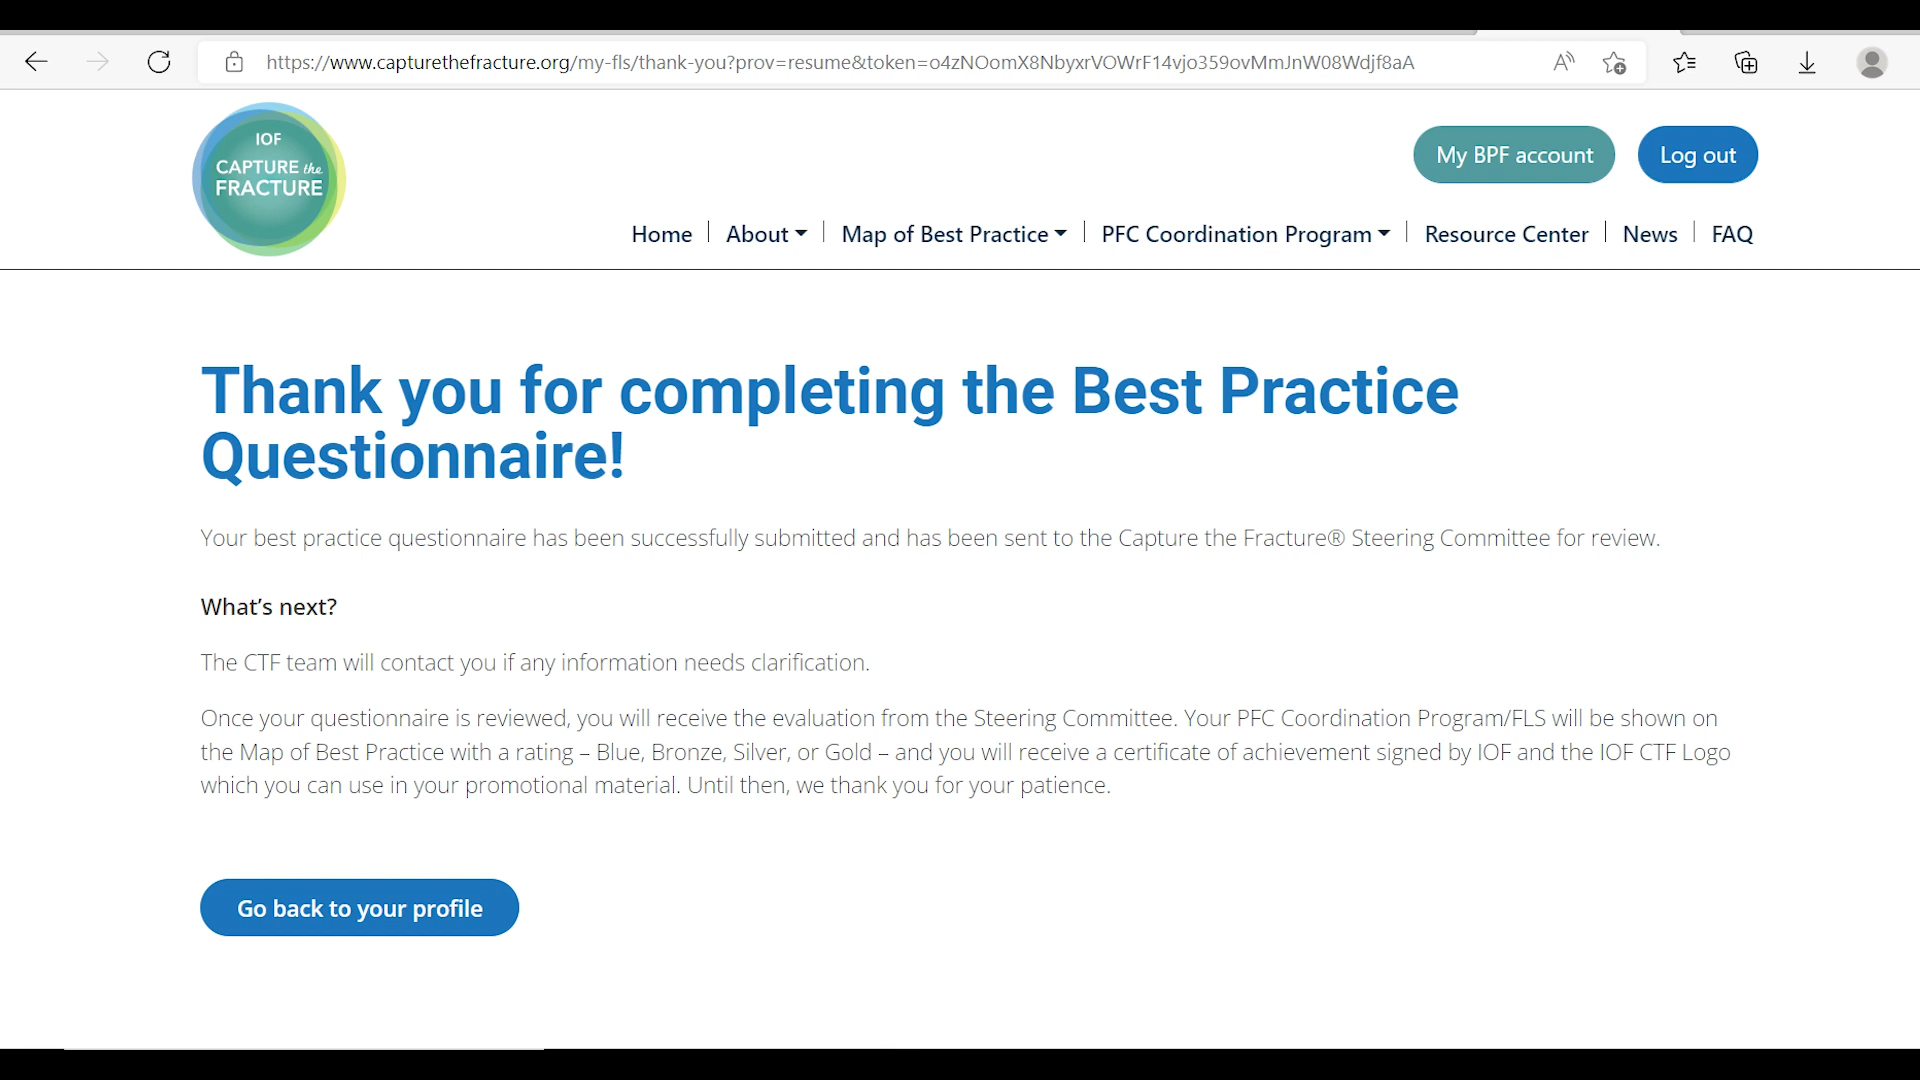 https://www.capturethefracture.org/my-fls/thank-you?prov=resume&token=o4zNOomX8NbyxrVOWrF14vjo359ovMmJnW08Wdjf8aA
IOF
CAPTURE the
FRACTURE
My BPF account
Log out
Home
About
Map of Best Practice
PFC Coordination Program
Resource Center
News
FAQ
Thank you for completing the Best Practice
Questionnaire!
Your best practice questionnaire has been successfully submitted and has been sent to the Capture the Fracture® Steering Committee for review.
What’s next?
The CTF team will contact you if any information needs clarification.
Once your questionnaire is reviewed, you will receive the evaluation from the Steering Committee. Your PFC Coordination Program/FLS will be shown on
the Map of Best Practice with a rating – Blue, Bronze, Silver, or Gold – and you will receive a certificate of achievement signed by IOF and the IOF CTF Logo
which you can use in your promotional material. Until then, we thank you for your patience.
Go back to your profile